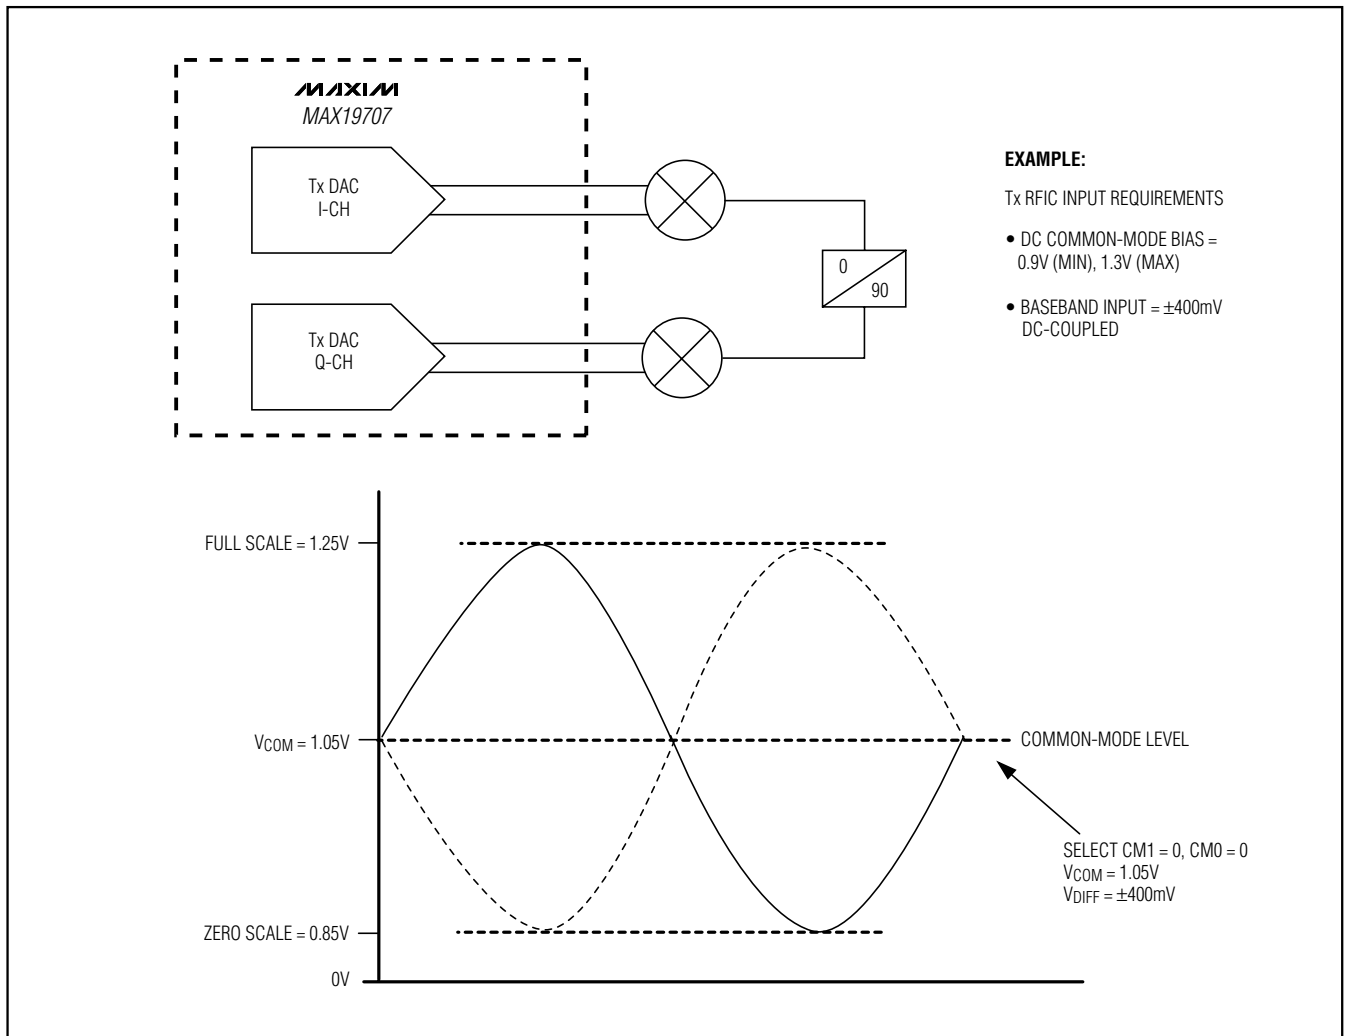 MAXIM
MAX19707
Tx DAC
I-CH
Tx DAC
Q-CH
0
90
EXAMPLE:
Tx RFIC INPUT REQUIREMENTS
• DC COMMON-MODE BIAS =
0.9V (MIN), 1.3V (MAX)
• BASEBAND INPUT = ±400mV
DC-COUPLED
FULL SCALE = 1.25V
VCOM = 1.05V
COMMON-MODE LEVEL
SELECT CM1 = 0, CM0 = 0
VCOM = 1.05V
VDIFF = ±400mV
ZERO SCALE = 0.85V
0V